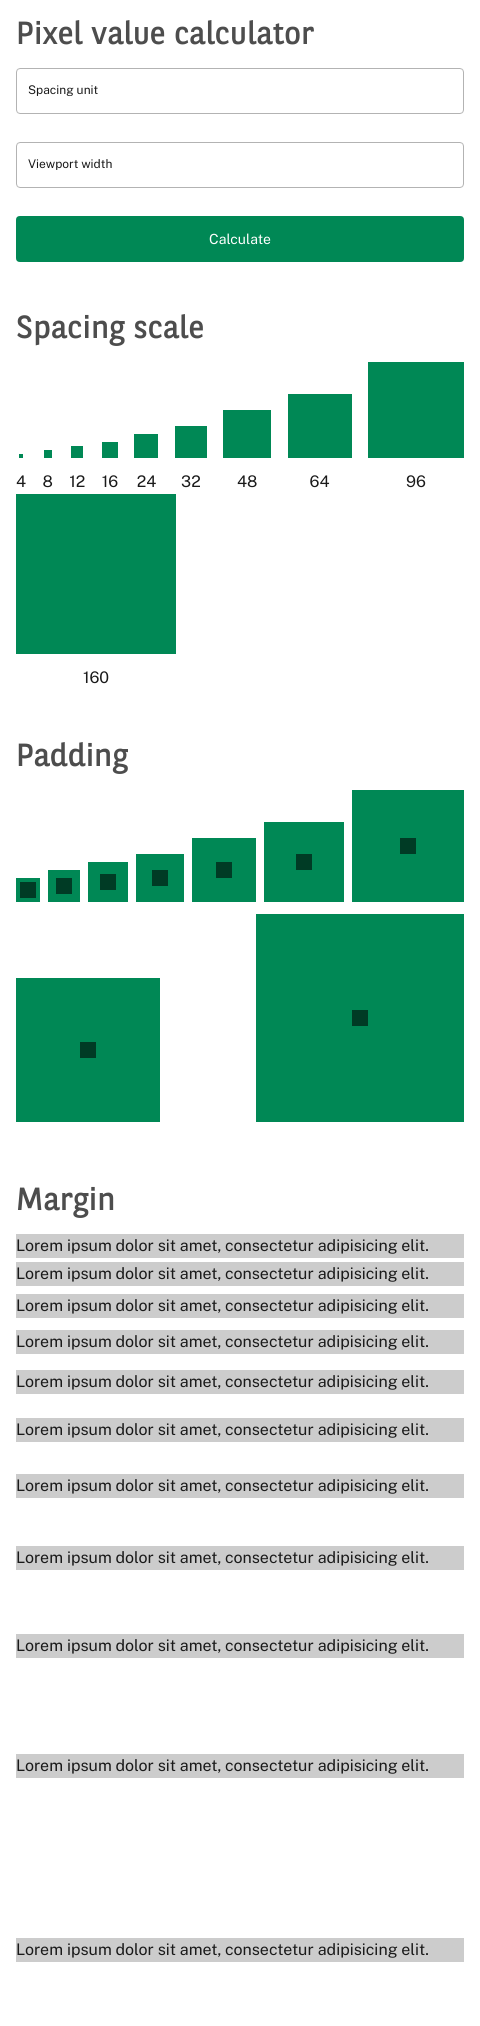 Pixel value calculator
Spacing unit
Viewport width
Calculate
Spacing scale
4 8 12 16 24 32 48 64 96
160
Padding
Margin
Lorem ipsum dolor sit amet, consectetur adipisicing elit.
Lorem ipsum dolor sit amet, consectetur adipisicing elit.
Lorem ipsum dolor sit amet, consectetur adipisicing elit.
Lorem ipsum dolor sit amet, consectetur adipisicing elit.
Lorem ipsum dolor sit amet, consectetur adipisicing elit.
Lorem ipsum dolor sit amet, consectetur adipisicing elit.
Lorem ipsum dolor sit amet, consectetur adipisicing elit.
Lorem ipsum dolor sit amet, consectetur adipisicing elit.
Lorem ipsum dolor sit amet, consectetur adipisicing elit.
Lorem ipsum dolor sit amet, consectetur adipisicing elit.
Lorem ipsum dolor sit amet, consectetur adipisicing elit.